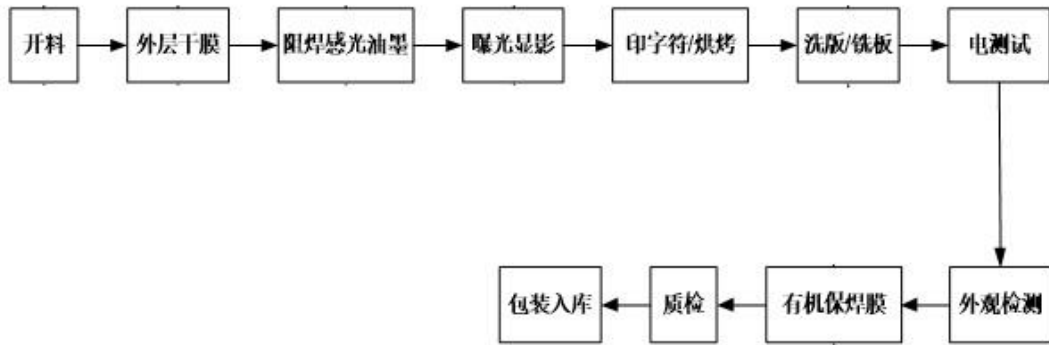 开料
外层干膜
阻焊感光油墨
曝光显影
印字符/烘烤
洗版/铣板
电测试
外观检测
有机保焊膜
质检
包装入库